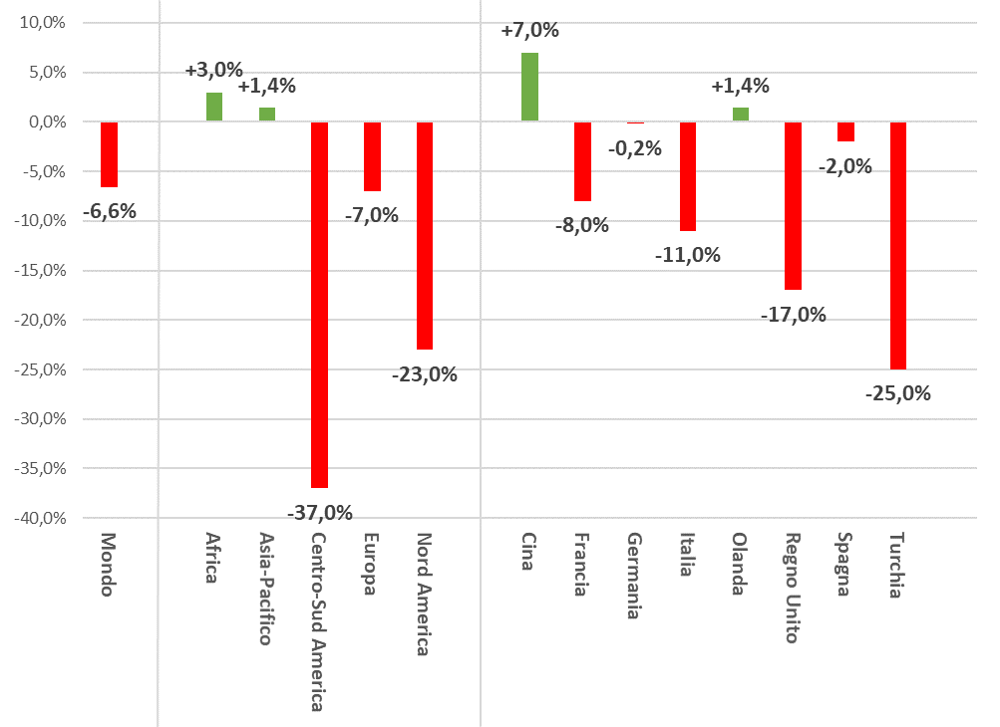 10,0%
5,0%
0,0%
-5,0%
-10,0%
-15,0%
-20,0%
-25,0%
-30,0%
-35,0%
-40,0%
-6,6%
+3,0%
+1,4%
-37,0%
-7,0%
-23,0%
+7,0%
-8,0%
-0,2%
-11,0%
+1,4%
-17,0%
-2,0%
-25,0%
Mondo
Africa
Asia-Pacifico
Centro-Sud America
Europa
Nord America
Cina
Francia
Germania
Italia
Olanda
Regno Unito
Spagna
Turchia